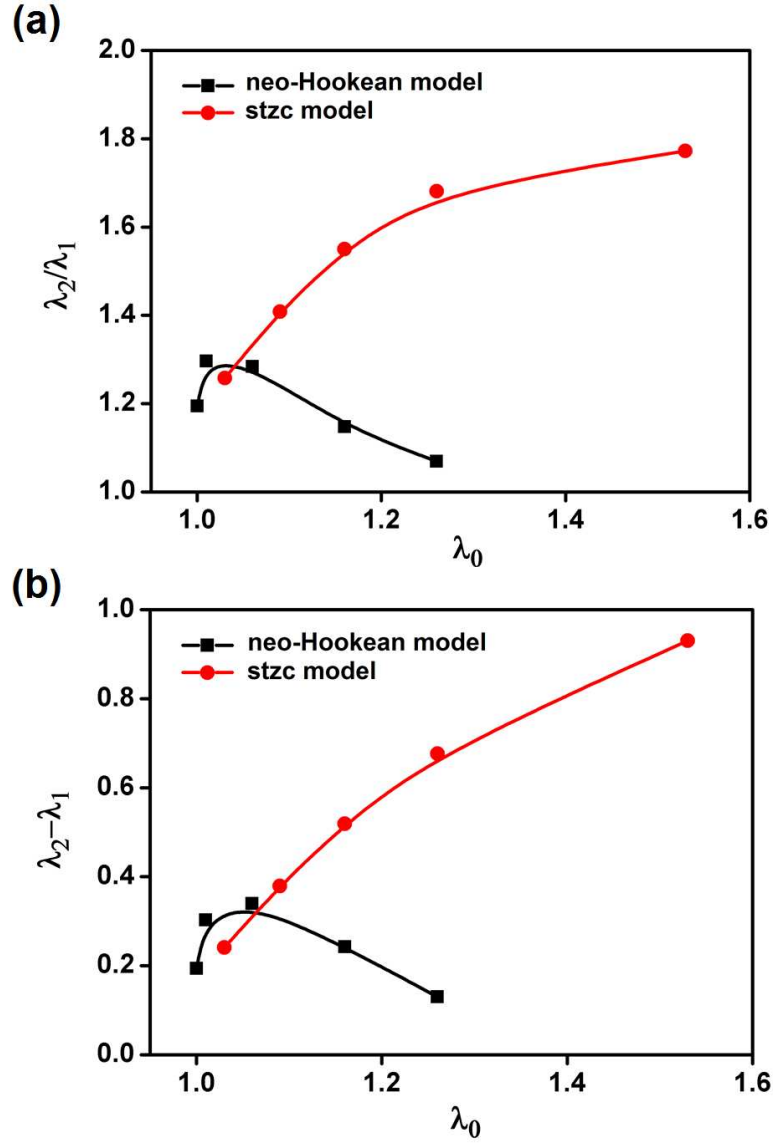 (a)
2.0
1.8
1.6
1.4
1.2
1.0
λ₂/λ₁
neo-Hookean model
stzc model
1.0 1.2 1.4 1.6
λ₀
(b)
1.0
0.8
0.6
0.4
0.2
0.0
λ₂−λ₁
neo-Hookean model
stzc model
1.0 1.2 1.4 1.6
λ₀